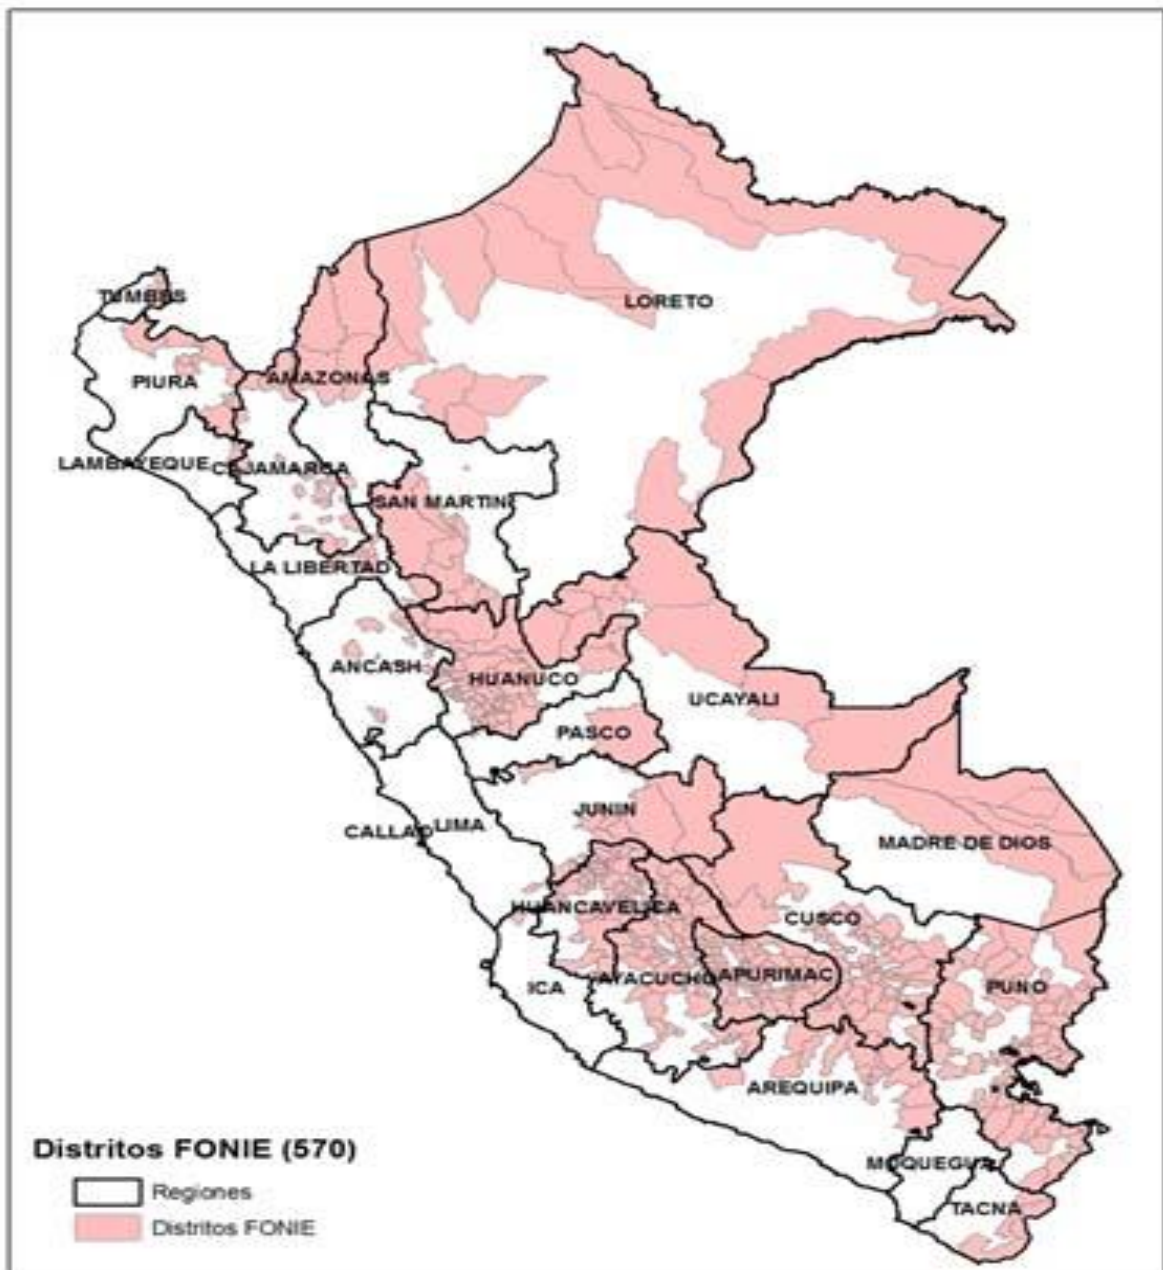 LORETO
TUMBES
PIURA
AMAZONAS
LAMBAYEQUE
CAJAMARCA
SAN MARTIN
LA LIBERTAD
ANCASH
HUANUCO
UCAYALI
PASCO
JUNIN
CALLAO
LIMA
MADRE DE DIOS
HUANCAVELICA
CUSCO
ICA
AYACUCHO
APURIMAC
PUNO
AREQUIPA
MOQUEGUA
TACNA
Distritos FONIE (570)
Regiones
Distritos FONIE